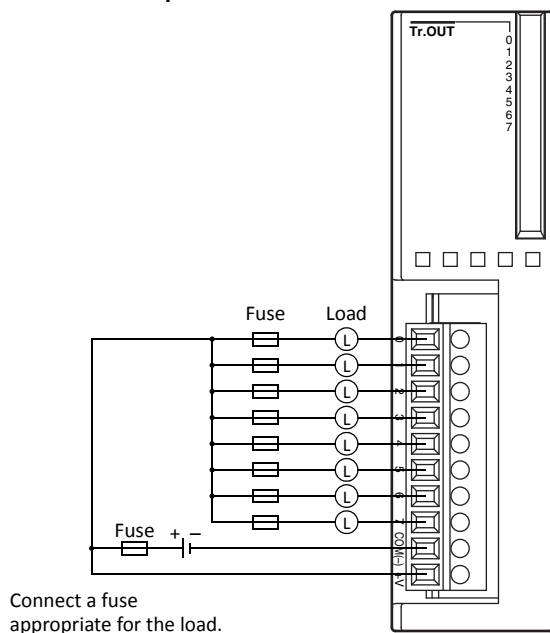 Tr.OUT
0
1
2
3
4
5
6
7
Fuse Load
L 0
L 1
L 2
L 3
L 4
L 5
L 6
L 7
Fuse + − COM(−)
+V
Connect a fuse
appropriate for the load.